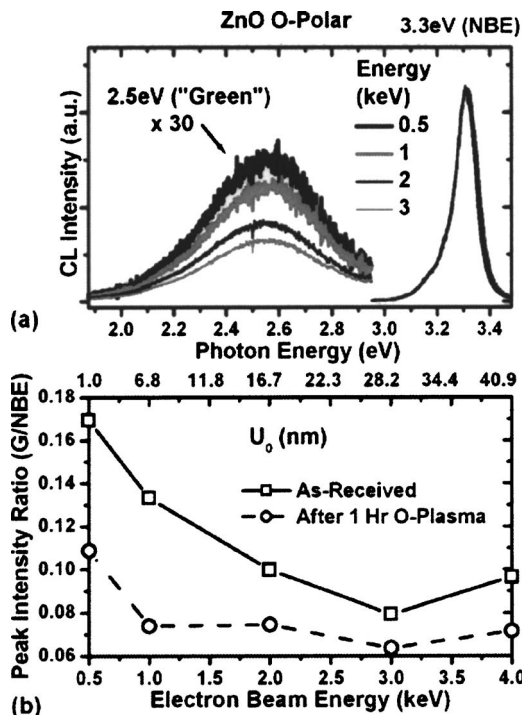 ZnO O-Polar
3.3eV (NBE)
2.5eV ("Green")
x 30
Energy
(keV)
0.5
1
2
3
CL Intensity (a.u.)
(a)
2.0 2.2 2.4 2.6 2.8 3.0 3.2 3.4
Photon Energy (eV)
1.0 6.8 11.8 16.7 22.3 28.2 34.4 40.9
U₀ (nm)
As-Received
After 1 Hr O-Plasma
Peak Intensity Ratio (G/NBE)
0.18
0.16
0.14
0.12
0.10
0.08
0.06
0.5 1.0 1.5 2.0 2.5 3.0 3.5 4.0
Electron Beam Energy (keV)
(b)